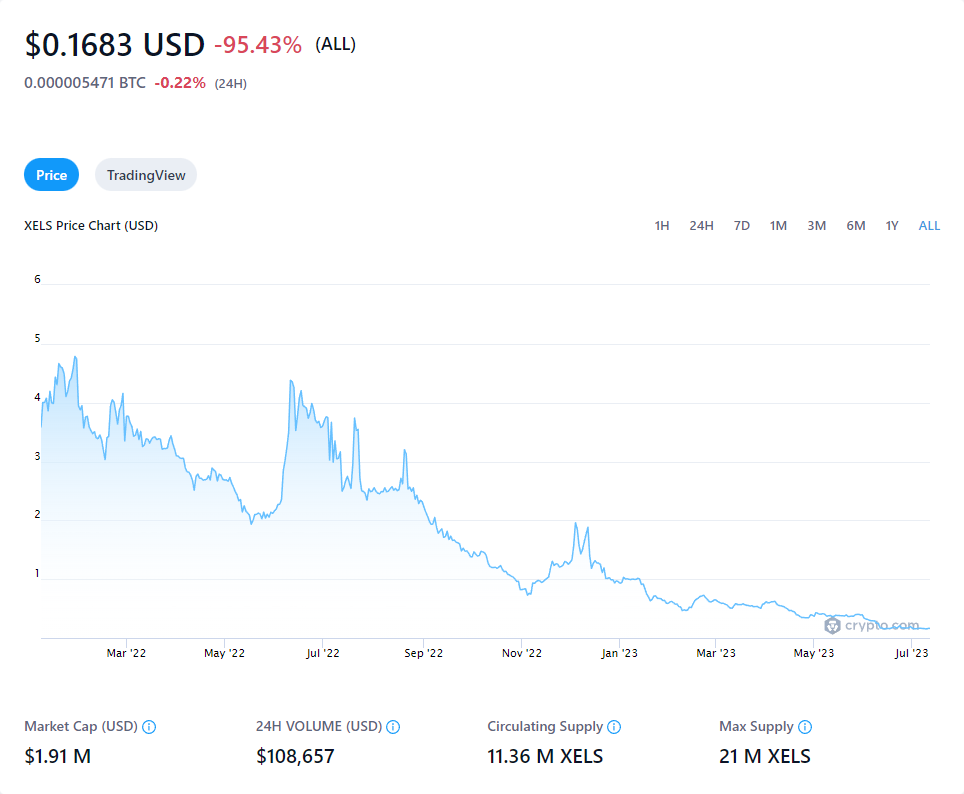 $0.1683 USD -95.43% (ALL)
0.000005471 BTC -0.22% (24H)
Price TradingView
XELS Price Chart (USD) 1H 24H 7D 1M 3M 6M 1Y ALL
6
5
4
3
2
1
crypto.com
Mar '22 May '22 Jul '22 Sep '22 Nov '22 Jan '23 Mar '23 May '23 Jul '23
Market Cap (USD) 24H VOLUME (USD) Circulating Supply Max Supply
$1.91 M $108,657 11.36 M XELS 21 M XELS